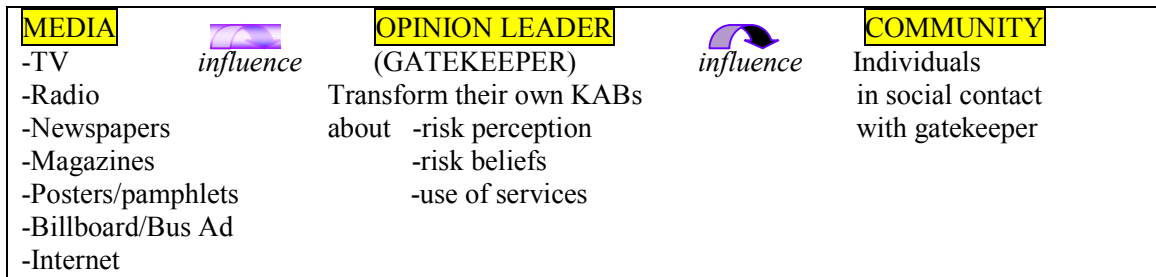 MEDIA OPINION LEADER COMMUNITY
-TV influence (GATEKEEPER) influence Individuals
-Radio Transform their own KABs in social contact
-Newspapers about -risk perception with gatekeeper
-Magazines -risk beliefs
-Posters/pamphlets -use of services
-Billboard/Bus Ad
-Internet